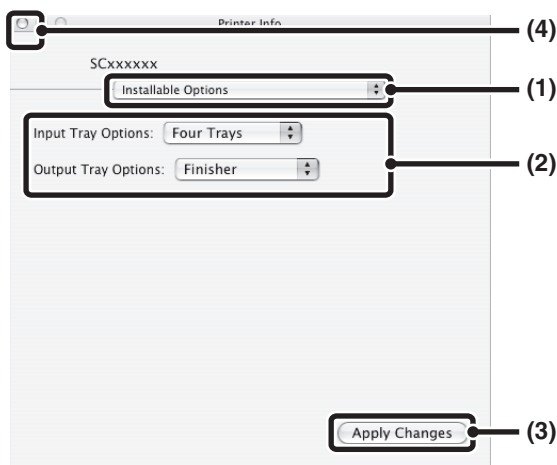 Printer Info
(4)
SCxxxxxx
Installable Options
(1)
Input Tray Options: Four Trays
(2)
Output Tray Options: Finisher
Apply Changes
(3)